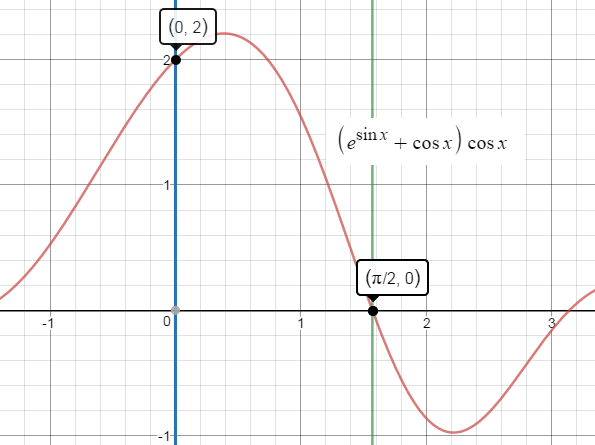 (0, 2)
2
(e^sin x + cos x) cos x
1
(π/2, 0)
-1 0 1 2 3
-1